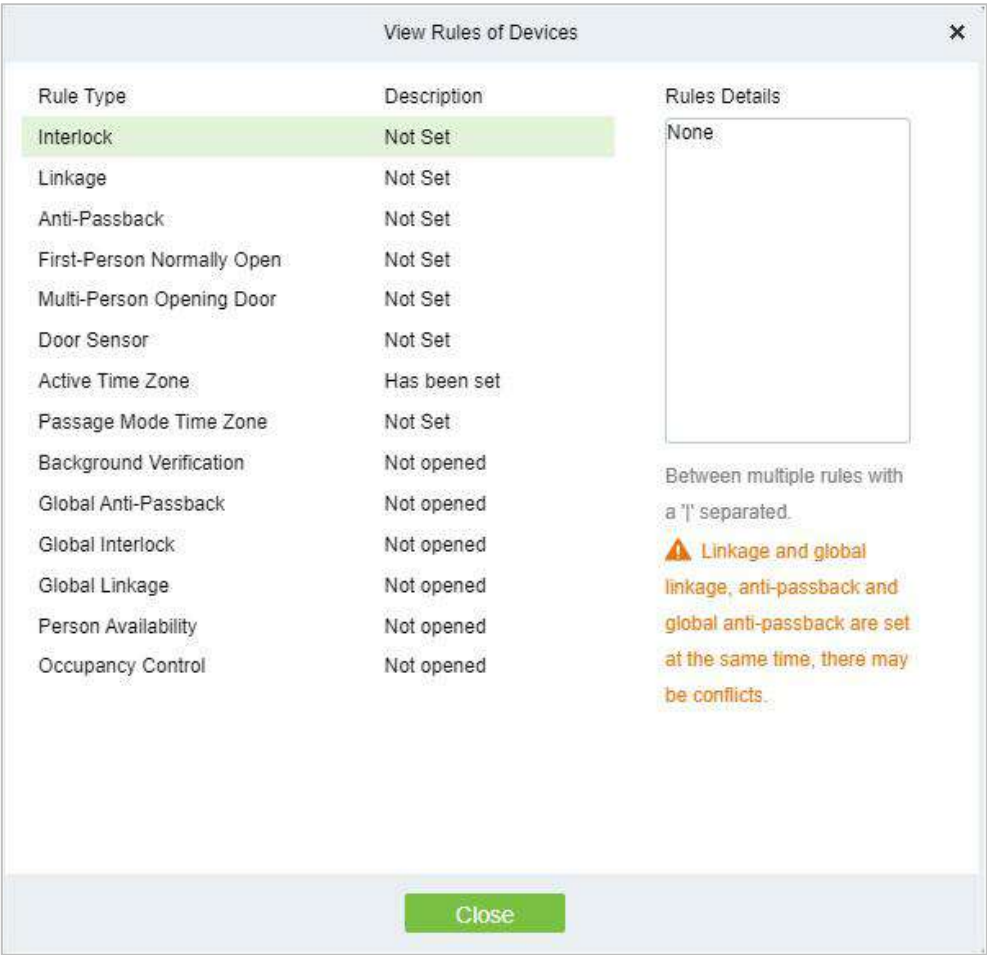 View Rules of Devices
Rule Type Description Rules Details
Interlock Not Set None
Linkage Not Set
Anti-Passback Not Set
First-Person Normally Open Not Set
Multi-Person Opening Door Not Set
Door Sensor Not Set
Active Time Zone Has been set
Passage Mode Time Zone Not Set
Background Verification Not opened
Global Anti-Passback Not opened
Global Interlock Not opened
Global Linkage Not opened
Person Availability Not opened
Occupancy Control Not opened
Between multiple rules with
a '|' separated.
Linkage and global
linkage, anti-passback and
global anti-passback are set
at the same time, there may
be conflicts.
Close